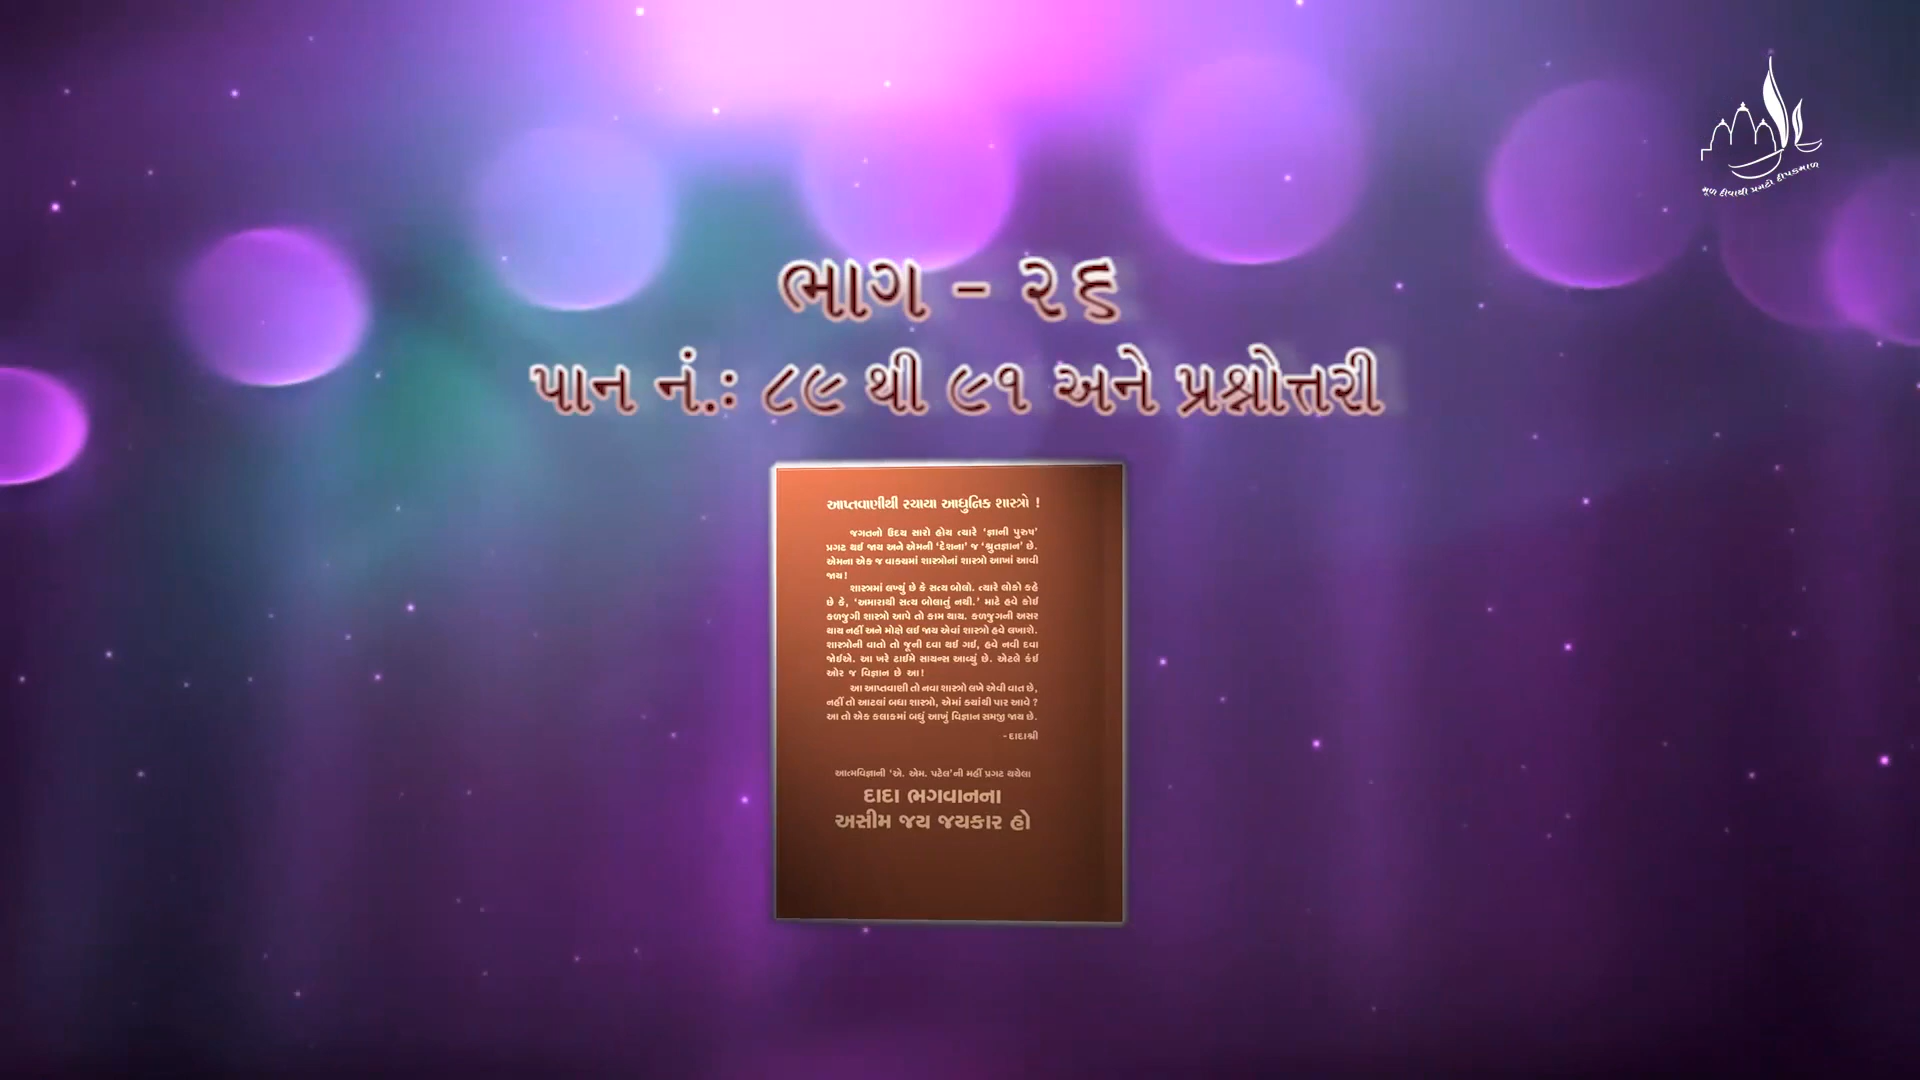 મૂળ દીવાથી પ્રગટી દીપકમાળ
ભાગ - ૨૬
પાન નં.: ૮૯ થી ૯૧ અને પ્રશ્નોત્તરી
આપ્તવાણીથી રચાયા આધુનિક શાસ્ત્રો !
જગતનો ઉદય સારો હોય ત્યારે ‘જ્ઞાની પુરુષ’
પ્રગટ થઈ જાય અને એમની ‘દેશના’ જ ‘શ્રુતજ્ઞાન’ છે.
એમના એક જ વાક્યમાં શાસ્ત્રોનાં શાસ્ત્રો આખાં આવી
જાય !
શાસ્ત્રમાં લખ્યું છે કે સત્ય બોલો. ત્યારે લોકો કહે
છે કે, ‘અમારાથી સત્ય બોલાતું નથી.’ માટે હવે કોઈ
કળજુગી શાસ્ત્રો આપે તો કામ થાય. કળજુગની અસર
થાય નહીં અને મોક્ષે લઈ જાય એવાં શાસ્ત્રો હવે લખાશે.
શાસ્ત્રોની વાતો તો જૂની દવા થઈ ગઈ, હવે નવી દવા
જોઈએ. આ ખરે ટાઈમે સાયન્સ આવ્યું છે. એટલે કંઈ
ઓર જ વિજ્ઞાન છે આ !
આ આપ્તવાણી તો નવા શાસ્ત્રો લખે એવી વાત છે,
નહીં તો આટલાં બધા શાસ્ત્રો, એમાં ક્યાંથી પાર આવે ?
આ તો એક કલાકમાં બધું આખું વિજ્ઞાન સમજી જાય છે.
- દાદાશ્રી
આત્મવિજ્ઞાની ‘એ. એમ. પટેલ’ની મહીં પ્રગટ થયેલા
દાદા ભગવાનના
અસીમ જય જયકાર હો